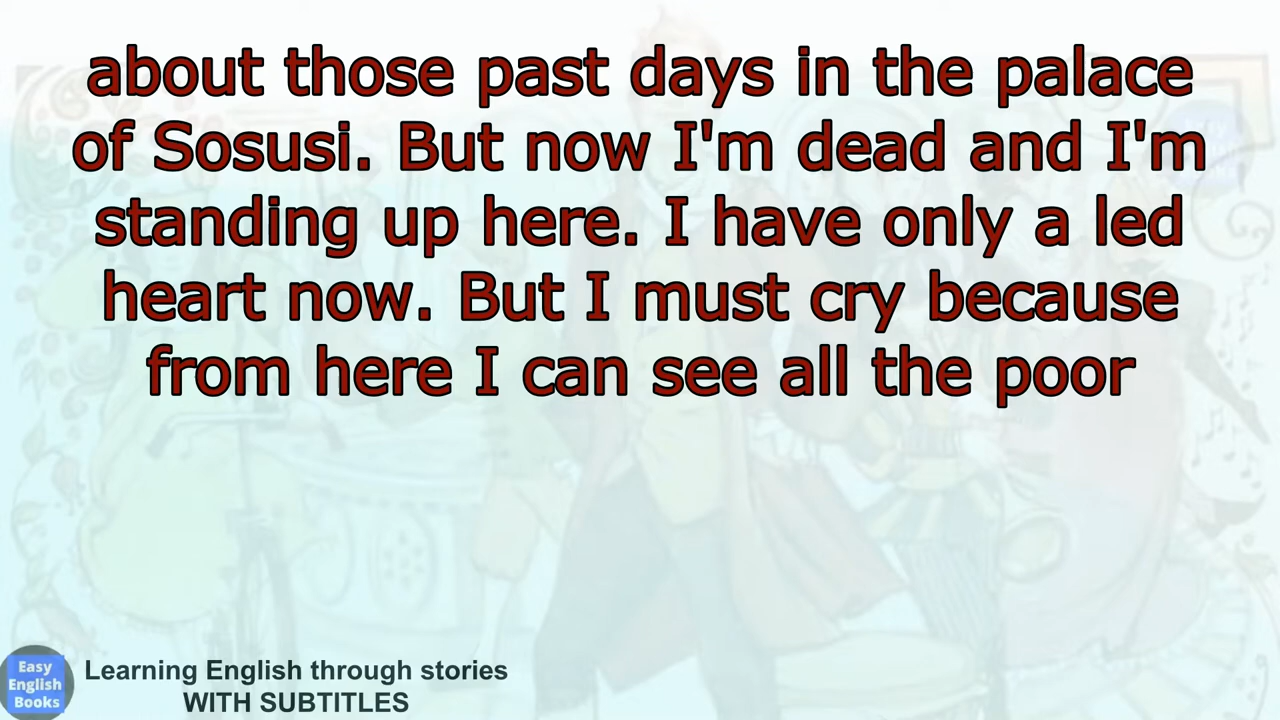 about those past days in the palace
of Sosusi. But now I'm dead and I'm
standing up here. I have only a led
heart now. But I must cry because
from here I can see all the poor
Easy
English
Books
Learning English through stories
WITH SUBTITLES